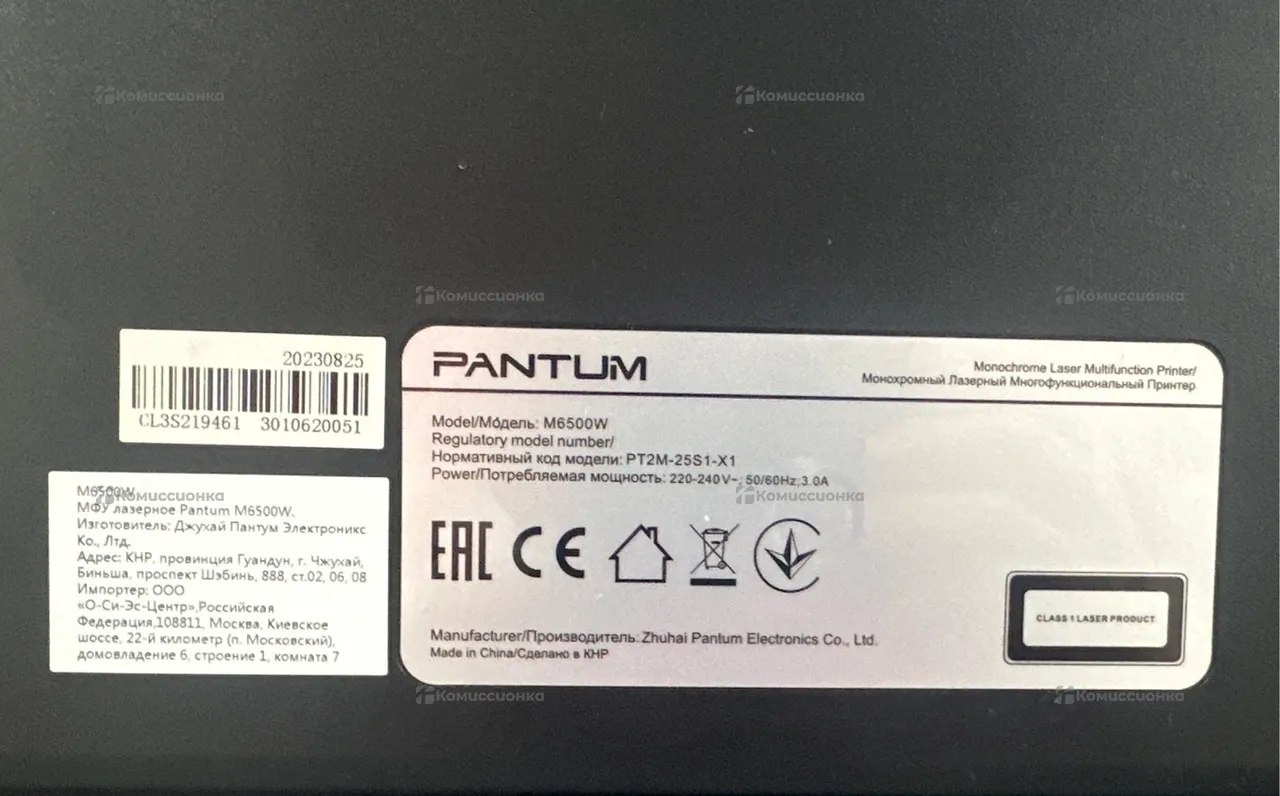 Комиссионка
Комиссионка
Комиссионка
Комиссионка
20230825
CL3S219461 3010620051
PANTUM
Monochrome Laser Multifunction Printer/
Монохромный Лазерный Многофункциональный Принтер
Model/Модель: M6500W
Regulatory model number/
Нормативный код модели: PT2M-25S1-X1
Power/Потребляемая мощность: 220-240V~, 50/60Hz, 3.0A
Комиссионка
EAC CE
Manufacturer/Производитель: Zhuhai Pantum Electronics Co., Ltd.
Made in China/Сделано в КНР
CLASS 1 LASER PRODUCT
M6500W
Комиссионка
МФУ лазерное Pantum M6500W.
Изготовитель: Джухай Пантум Электроникс
Ко., Лтд.
Адрес: КНР, провинция Гуандун, г. Чжухай,
Биньша, проспект Шэбинь, 888, ст.02, 06, 08
Импортер: ООО
«О-Си-Эс-Центр»,Российская
Федерация,108811, Москва, Киевское
шоссе, 22-й километр (п. Московский),
домовладение 6, строение 1, комната 7
Комиссионка
Комиссионка